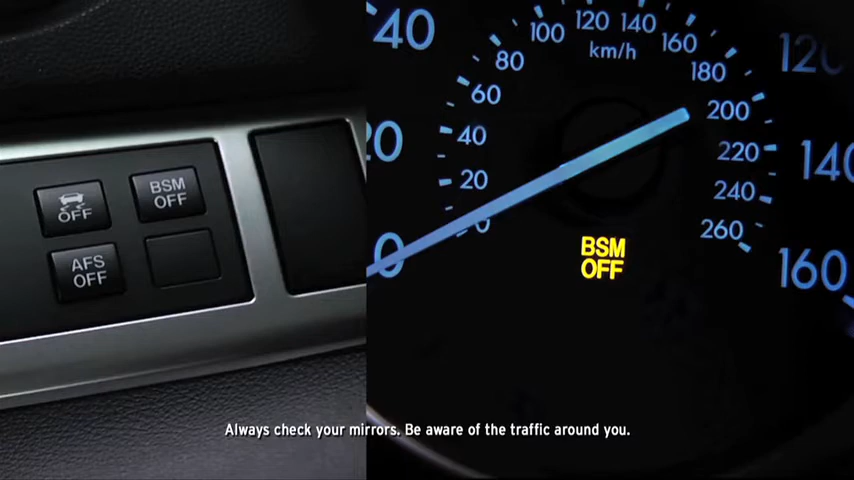 OFF
BSM
OFF
AFS
OFF
40
20
0
0
20
40
60
80
100
120
140
160
180
200
220
240
260
km/h
BSM
OFF
140
160
Always check your mirrors. Be aware of the traffic around you.